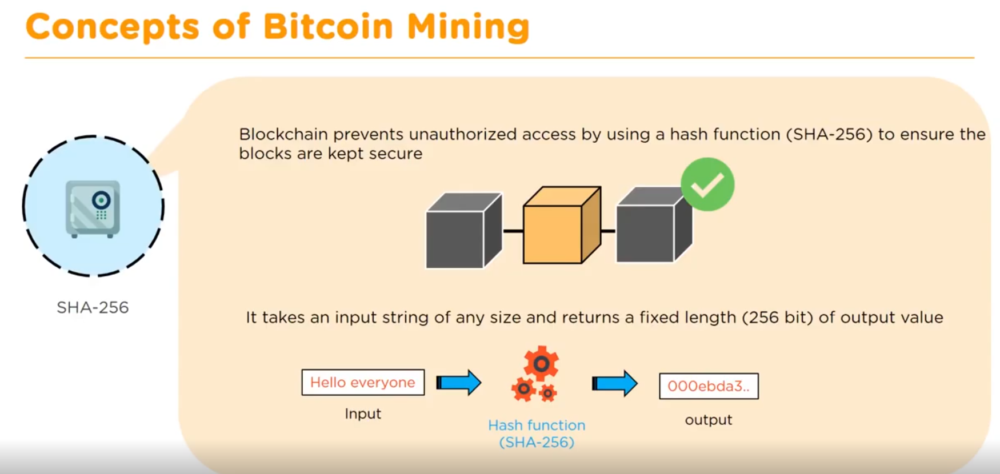 Concepts of Bitcoin Mining
Blockchain prevents unauthorized access by using a hash function (SHA-256) to ensure the
blocks are kept secure
SHA-256
It takes an input string of any size and returns a fixed length (256 bit) of output value
Hello everyone
000ebda3..
Input
output
Hash function
(SHA-256)